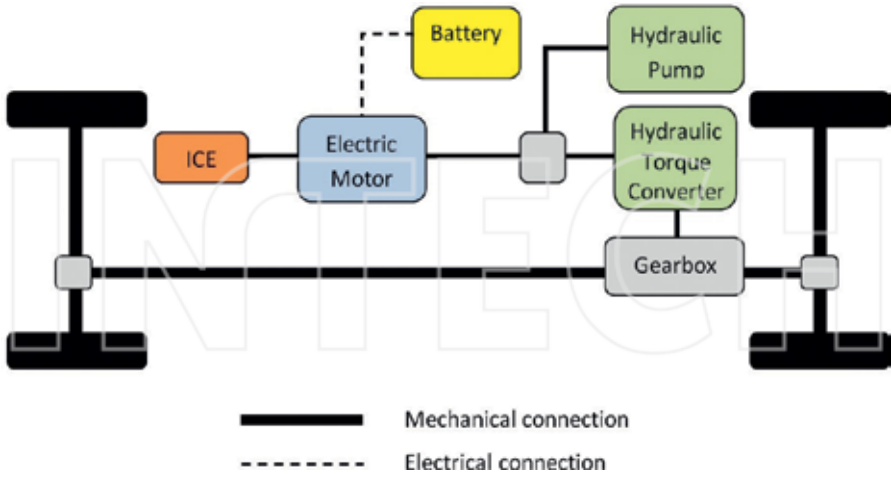 Battery
Hydraulic
Pump
ICE
Electric
Motor
Hydraulic
Torque
Converter
Gearbox
INTECH
Mechanical connection
Electrical connection